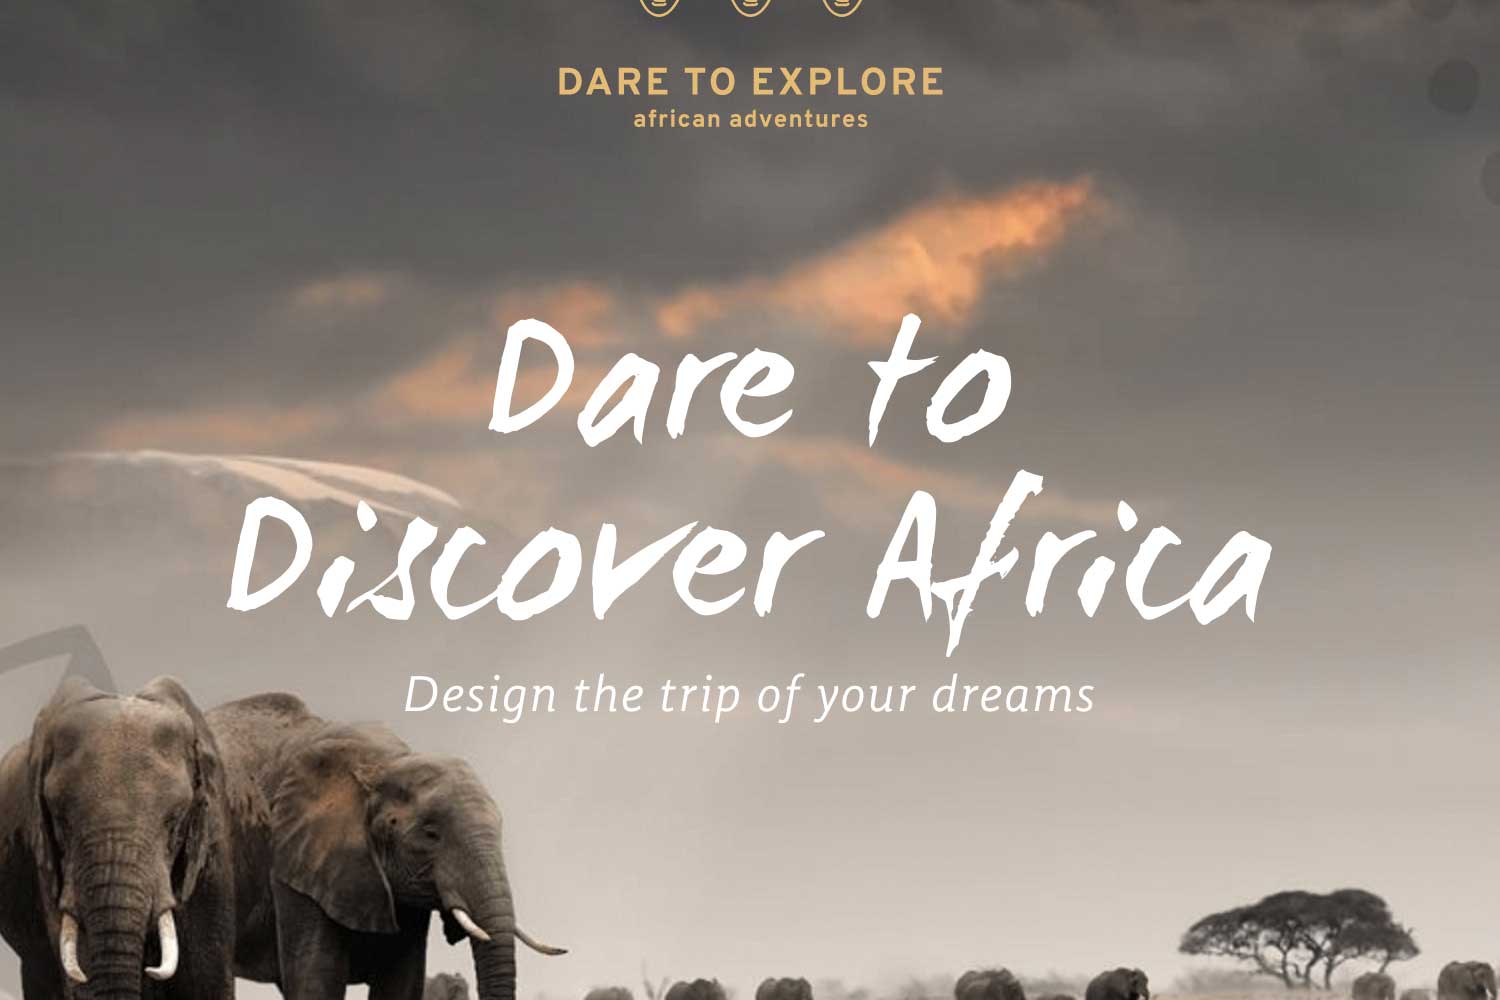 DARE TO EXPLORE
african adventures
Dare to
Discover Africa
Design the trip of your dreams